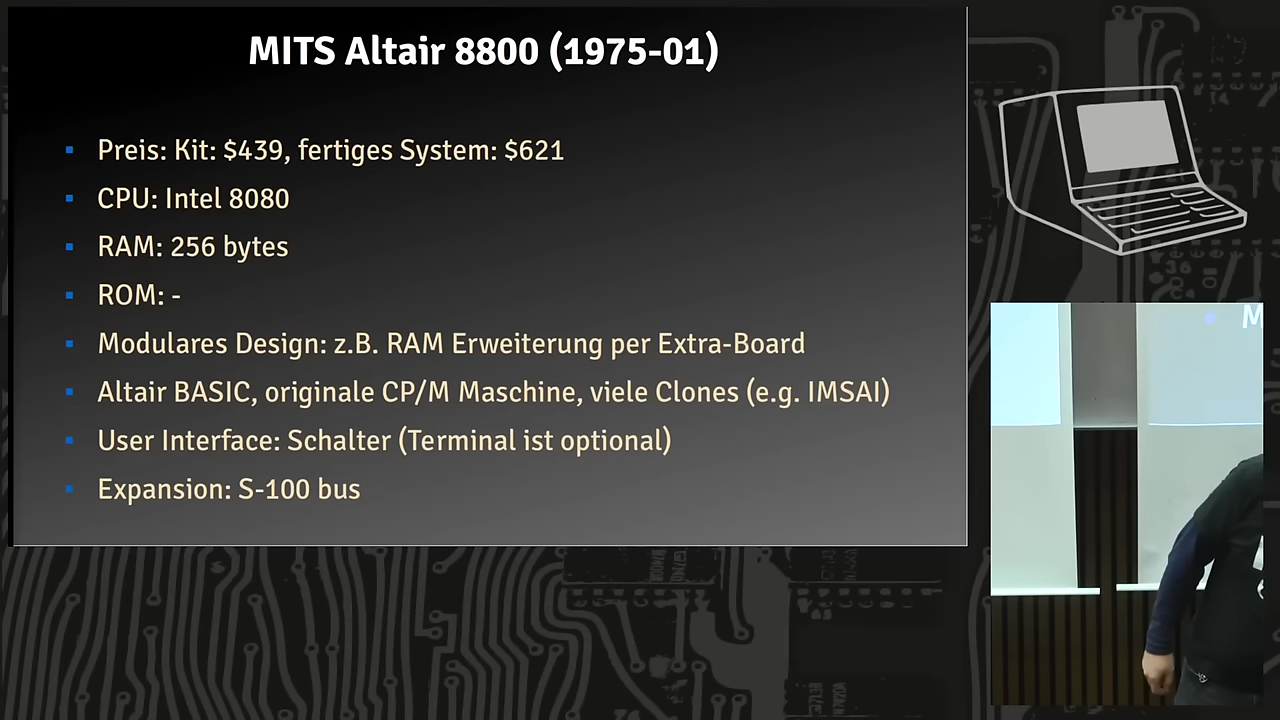 MITS Altair 8800 (1975-01)
Preis: Kit: $439, fertiges System: $621
CPU: Intel 8080
RAM: 256 bytes
ROM: -
Modulares Design: z.B. RAM Erweiterung per Extra-Board
Altair BASIC, originale CP/M Maschine, viele Clones (e.g. IMSAI)
User Interface: Schalter (Terminal ist optional)
Expansion: S-100 bus